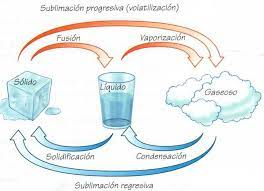 Sublimación progresiva (volatilización)
Fusión
Vaporización
Sólido
Líquido
Gaseoso
Solidificación
Condensación
Sublimación regresiva